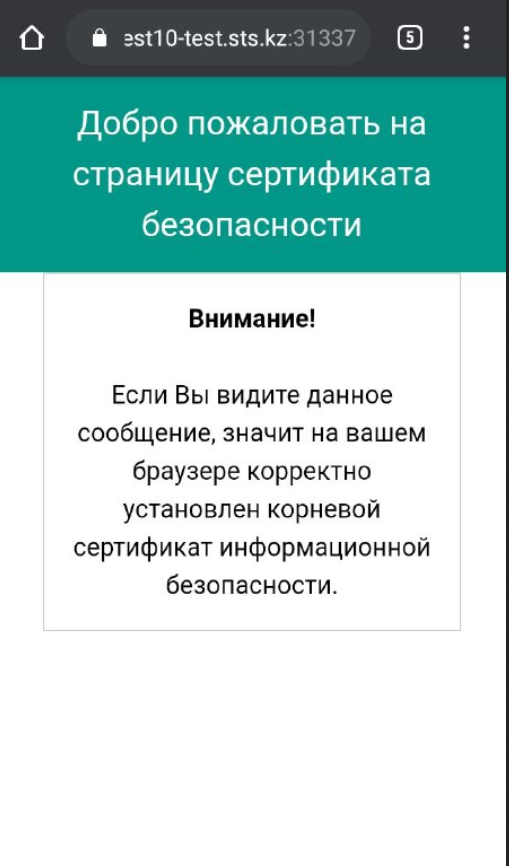 est10-test.sts.kz:31337
5
Добро пожаловать на
страницу сертификата
безопасности
Внимание!
Если Вы видите данное
сообщение, значит на вашем
браузере корректно
установлен корневой
сертификат информационной
безопасности.